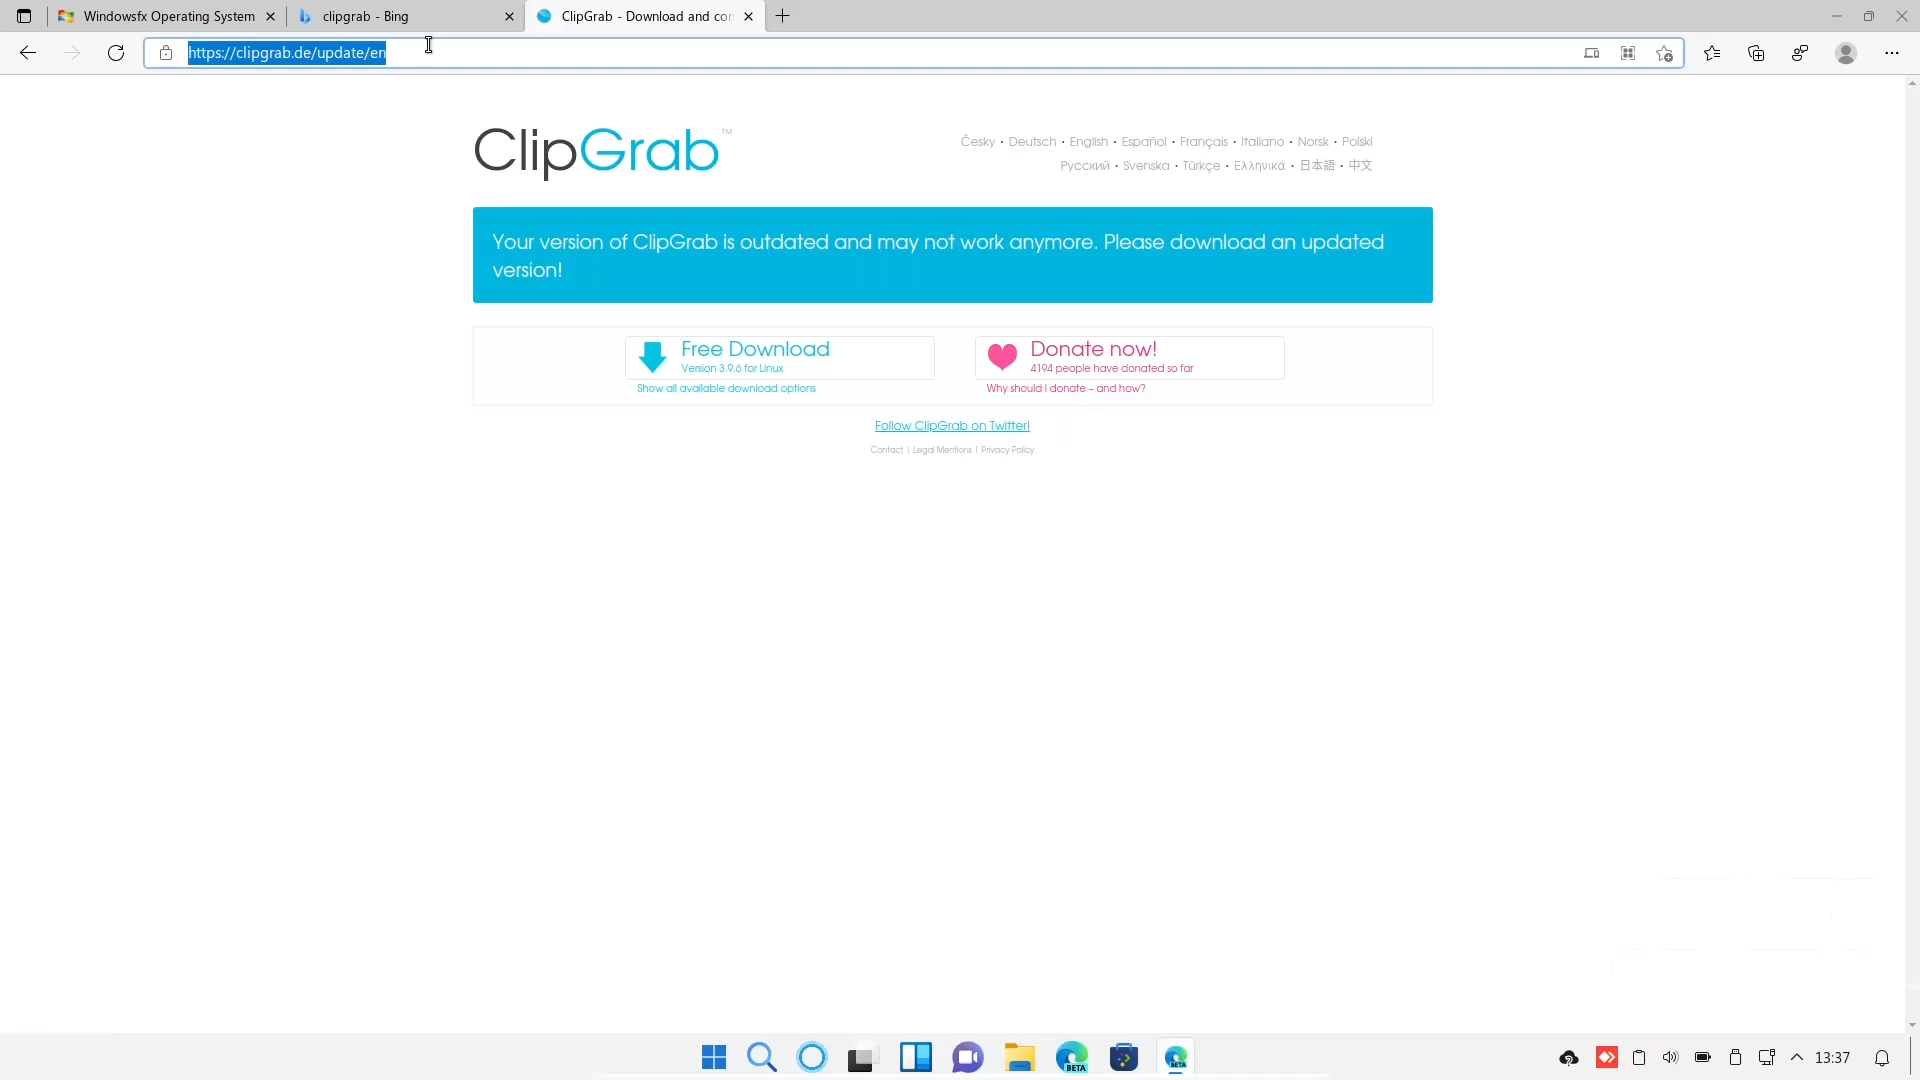 Windowsfx Operating System
clipgrab - Bing
ClipGrab - Download and con
https://clipgrab.de/update/en
ClipGrab™
Česky • Deutsch • English • Español • Français • Italiano • Norsk • Polski
Русский • Svenska • Türkçe • Ελληνικά • 日本語 • 中文
Your version of ClipGrab is outdated and may not work anymore. Please download an updated
version!
Free Download
Version 3.9.6 for Linux
Show all available download options
Donate now!
4194 people have donated so far
Why should I donate – and how?
Follow ClipGrab on Twitter!
Contact | Legal Mentions | Privacy Policy
BETA
BETA
13:37